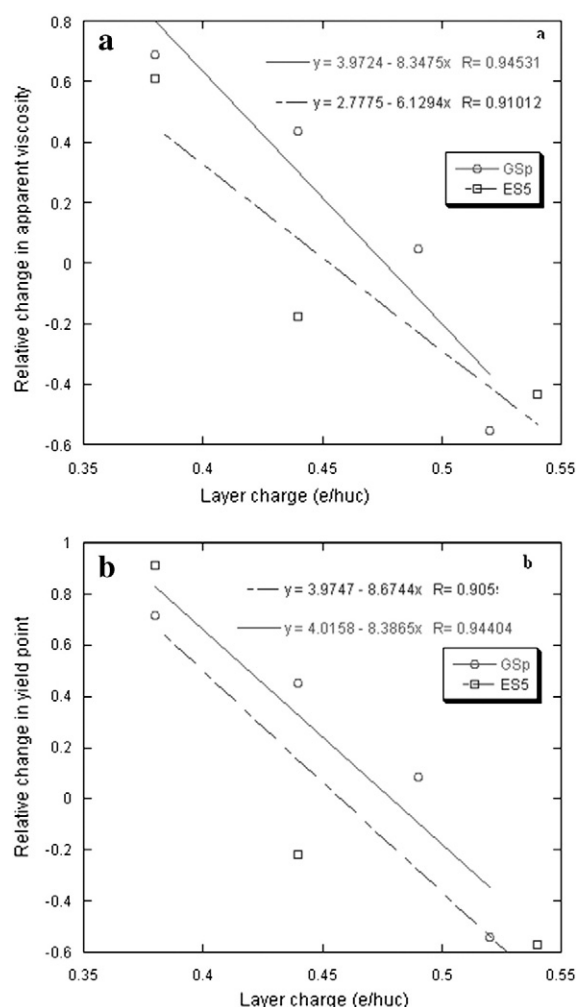 a
a
y = 3.9724 - 8.3475x R= 0.94531
y = 2.7775 - 6.1294x R= 0.91012
GSp
ES5
Relative change in apparent viscosity
0.8
0.6
0.4
0.2
0
-0.2
-0.4
-0.6
0.35
0.4
0.45
0.5
0.55
Layer charge (e/huc)
b
b
y = 3.9747 - 8.6744x R= 0.905
y = 4.0158 - 8.3865x R= 0.94404
GSp
ES5
Relative change in yield point
1
0.8
0.6
0.4
0.2
0
-0.2
-0.4
-0.6
0.35
0.4
0.45
0.5
0.55
Layer charge (e/huc)